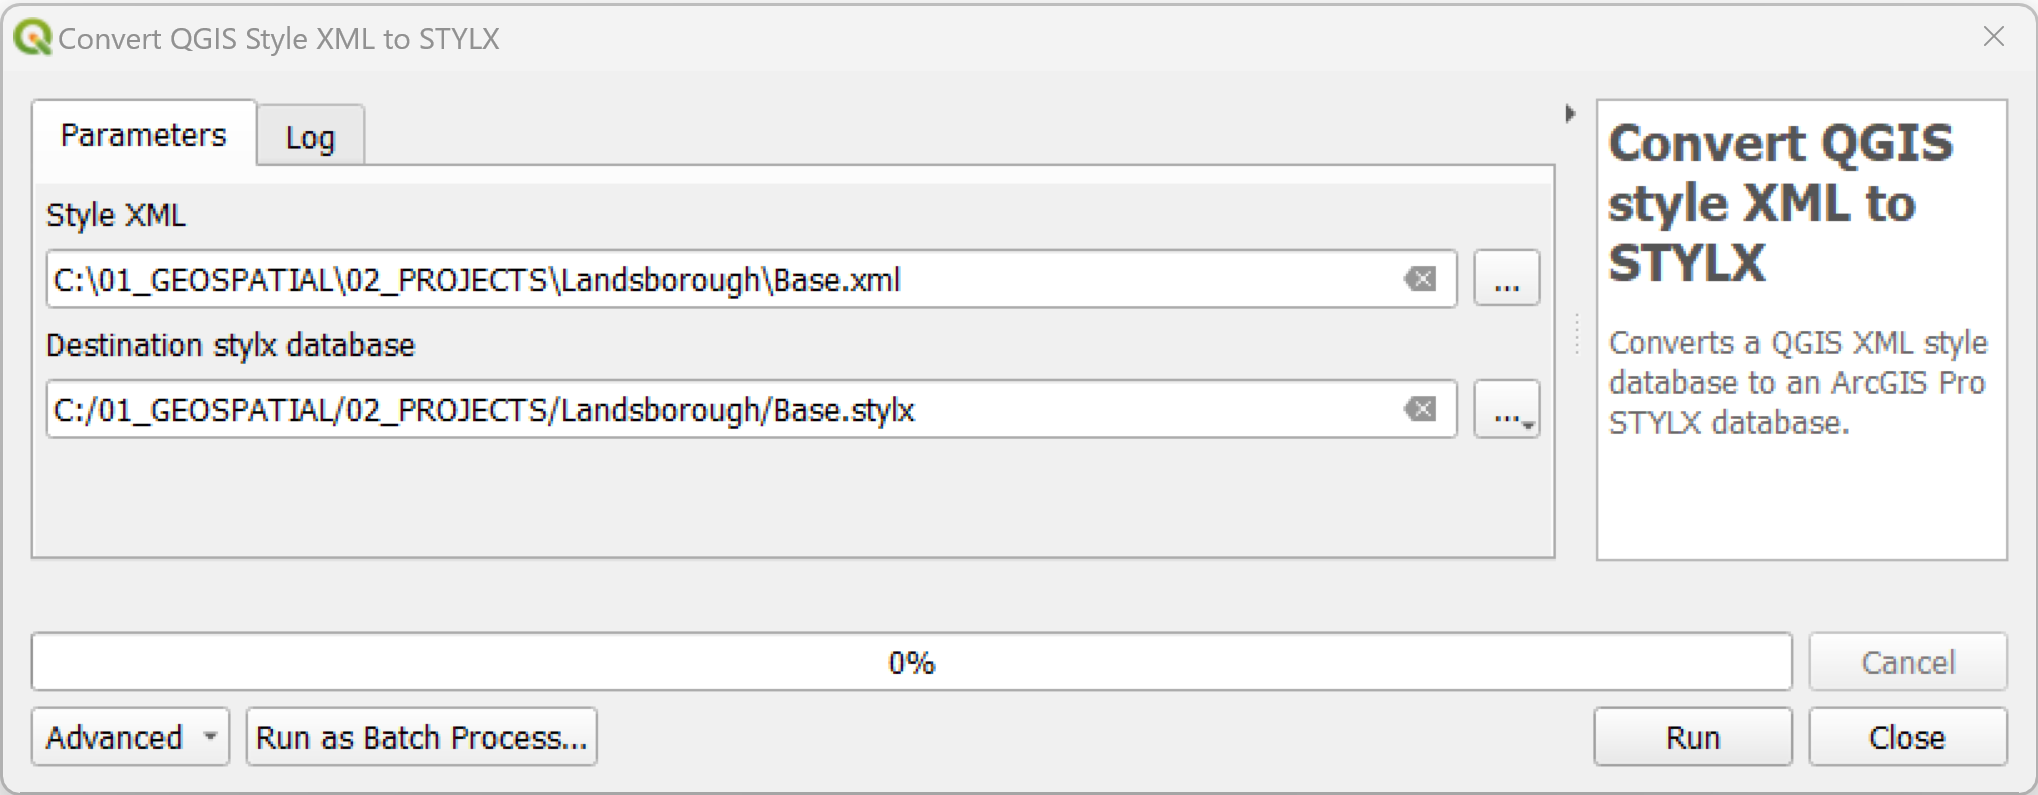 Convert QGIS Style XML to STYLX
Parameters
Log
Style XML
C:\01_GEOSPATIAL\02_PROJECTS\Landsborough\Base.xml
...
Destination stylx database
C:/01_GEOSPATIAL/02_PROJECTS/Landsborough/Base.stylx
...
Convert QGIS
style XML to
STYLX
Converts a QGIS XML style
database to an ArcGIS Pro
STYLX database.
0%
Cancel
Advanced
Run as Batch Process...
Run
Close